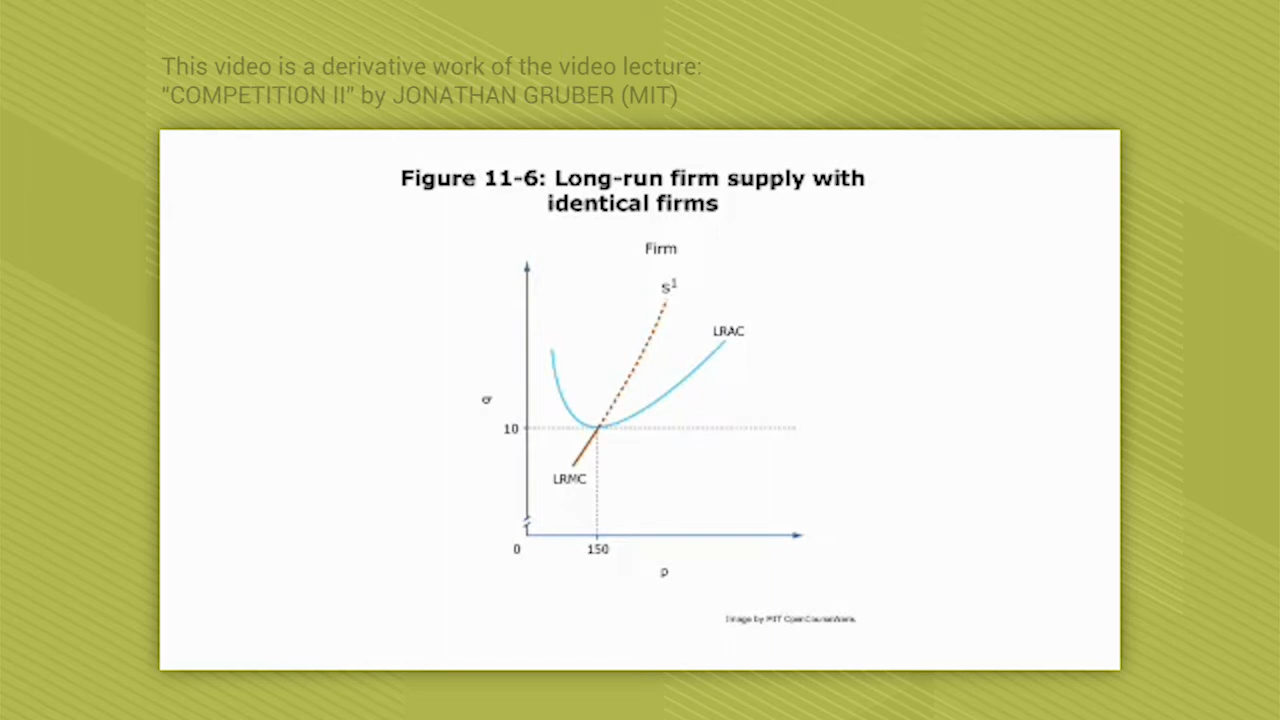 This video is a derivative work of the video lecture:
"COMPETITION II" by JONATHAN GRUBER (MIT)
Figure 11-6: Long-run firm supply with
identical firms
Firm
S¹
LRAC
q
10
LRMC
0
150
p
Image by MIT OpenCourseWare.